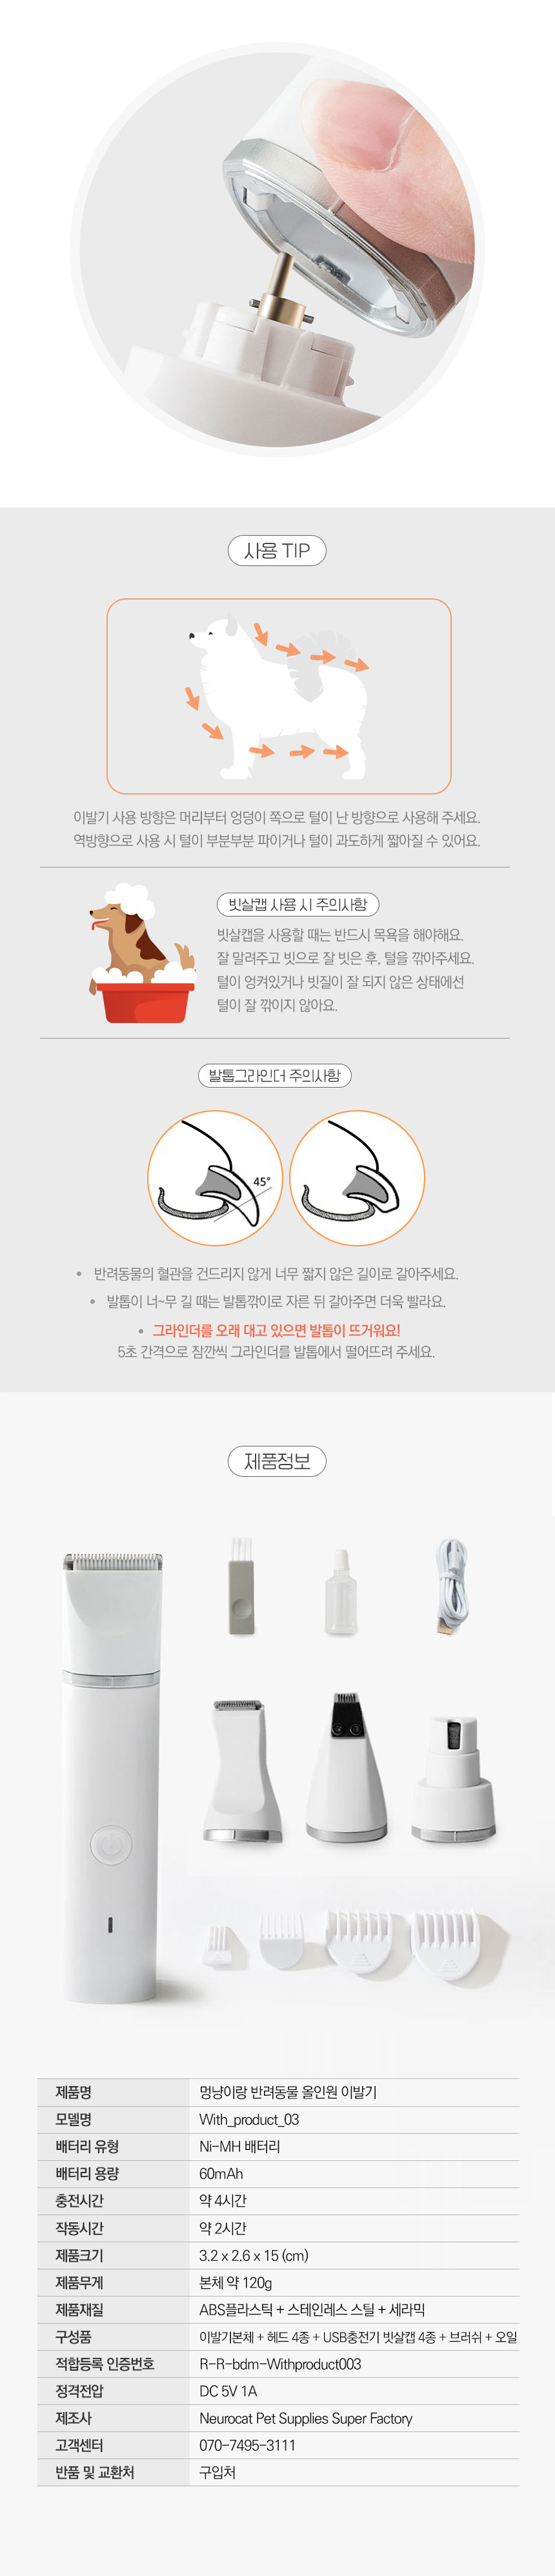 사용 TIP
이발기 사용 방향은 머리부터 엉덩이 쪽으로 털이 난 방향으로 사용해 주세요.
역방향으로 사용 시 털이 부분부분 파이거나 털이 과도하게 짧아질 수 있어요.
빗살캡 사용 시 주의사항
빗살캡을 사용할 때는 반드시 목욕을 해야해요.
잘 말려주고 빗으로 잘 빗은 후, 털을 깎아주세요.
털이 엉켜있거나 빗질이 잘 되지 않은 상태에선
털이 잘 깎이지 않아요.
발톱그라인더 주의사항
45°
• 반려동물의 혈관을 건드리지 않게 너무 짧지 않은 길이로 갈아주세요.
• 발톱이 너~무 길 때는 발톱깎이로 자른 뒤 갈아주면 더욱 빨라요.
• 그라인더를 오래 대고 있으면 발톱이 뜨거워요!
5초 간격으로 잠깐씩 그라인더를 발톱에서 떨어뜨려 주세요.
제품정보
제품명 멍냥이랑 반려동물 올인원 이발기
모델명 With_product_03
배터리 유형 Ni-MH 배터리
배터리 용량 60mAh
충전시간 약 4시간
작동시간 약 2시간
제품크기 3.2 x 2.6 x 15 (cm)
제품무게 본체 약 120g
제품재질 ABS플라스틱 + 스테인레스 스틸 + 세라믹
구성품 이발기본체 + 헤드 4종 + USB충전기 빗살캡 4종 + 브러쉬 + 오일
적합등록 인증번호 R-R-bdm-Withproduct003
정격전압 DC 5V 1A
제조사 Neurocat Pet Supplies Super Factory
고객센터 070-7495-3111
반품 및 교환처 구입처